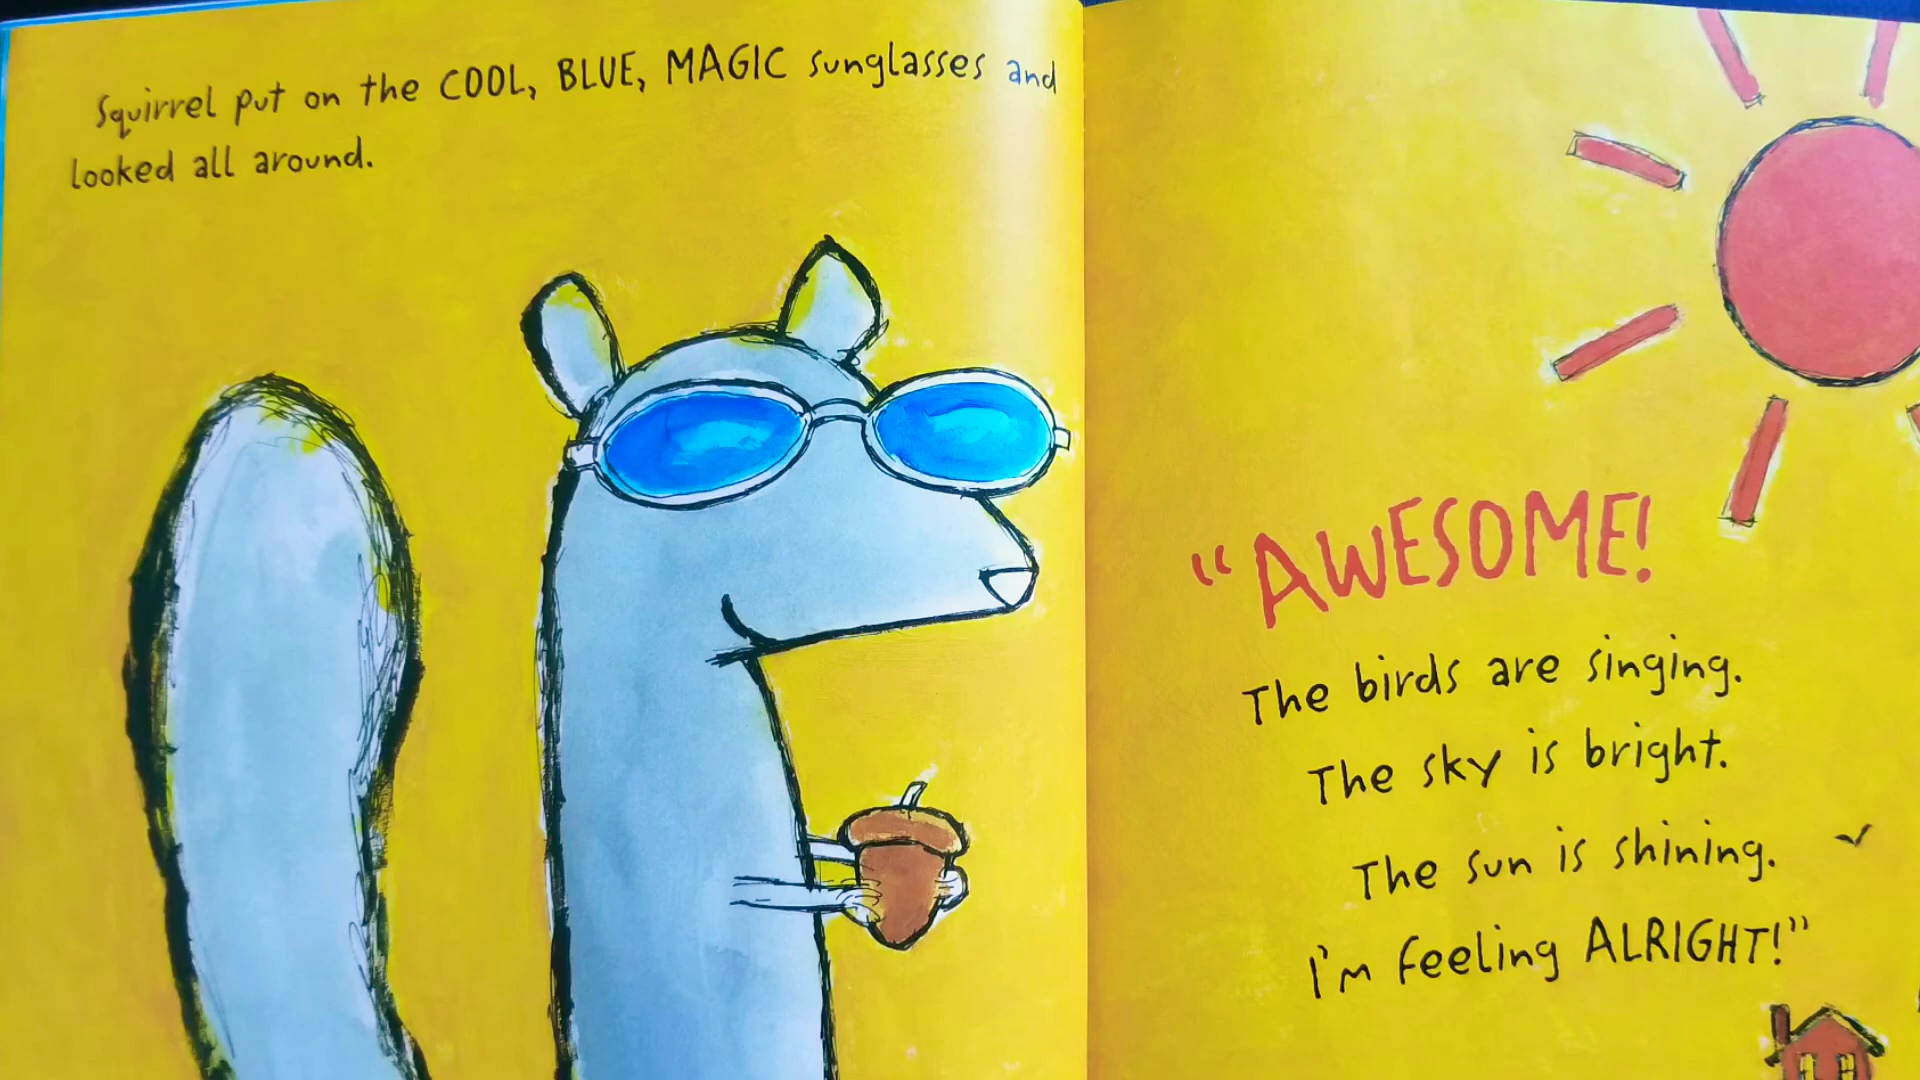 Squirrel put on the COOL, BLUE, MAGIC sunglasses and
looked all around.
“AWESOME!
The birds are singing.
The sky is bright.
The sun is shining.
I'm feeling ALRIGHT!”